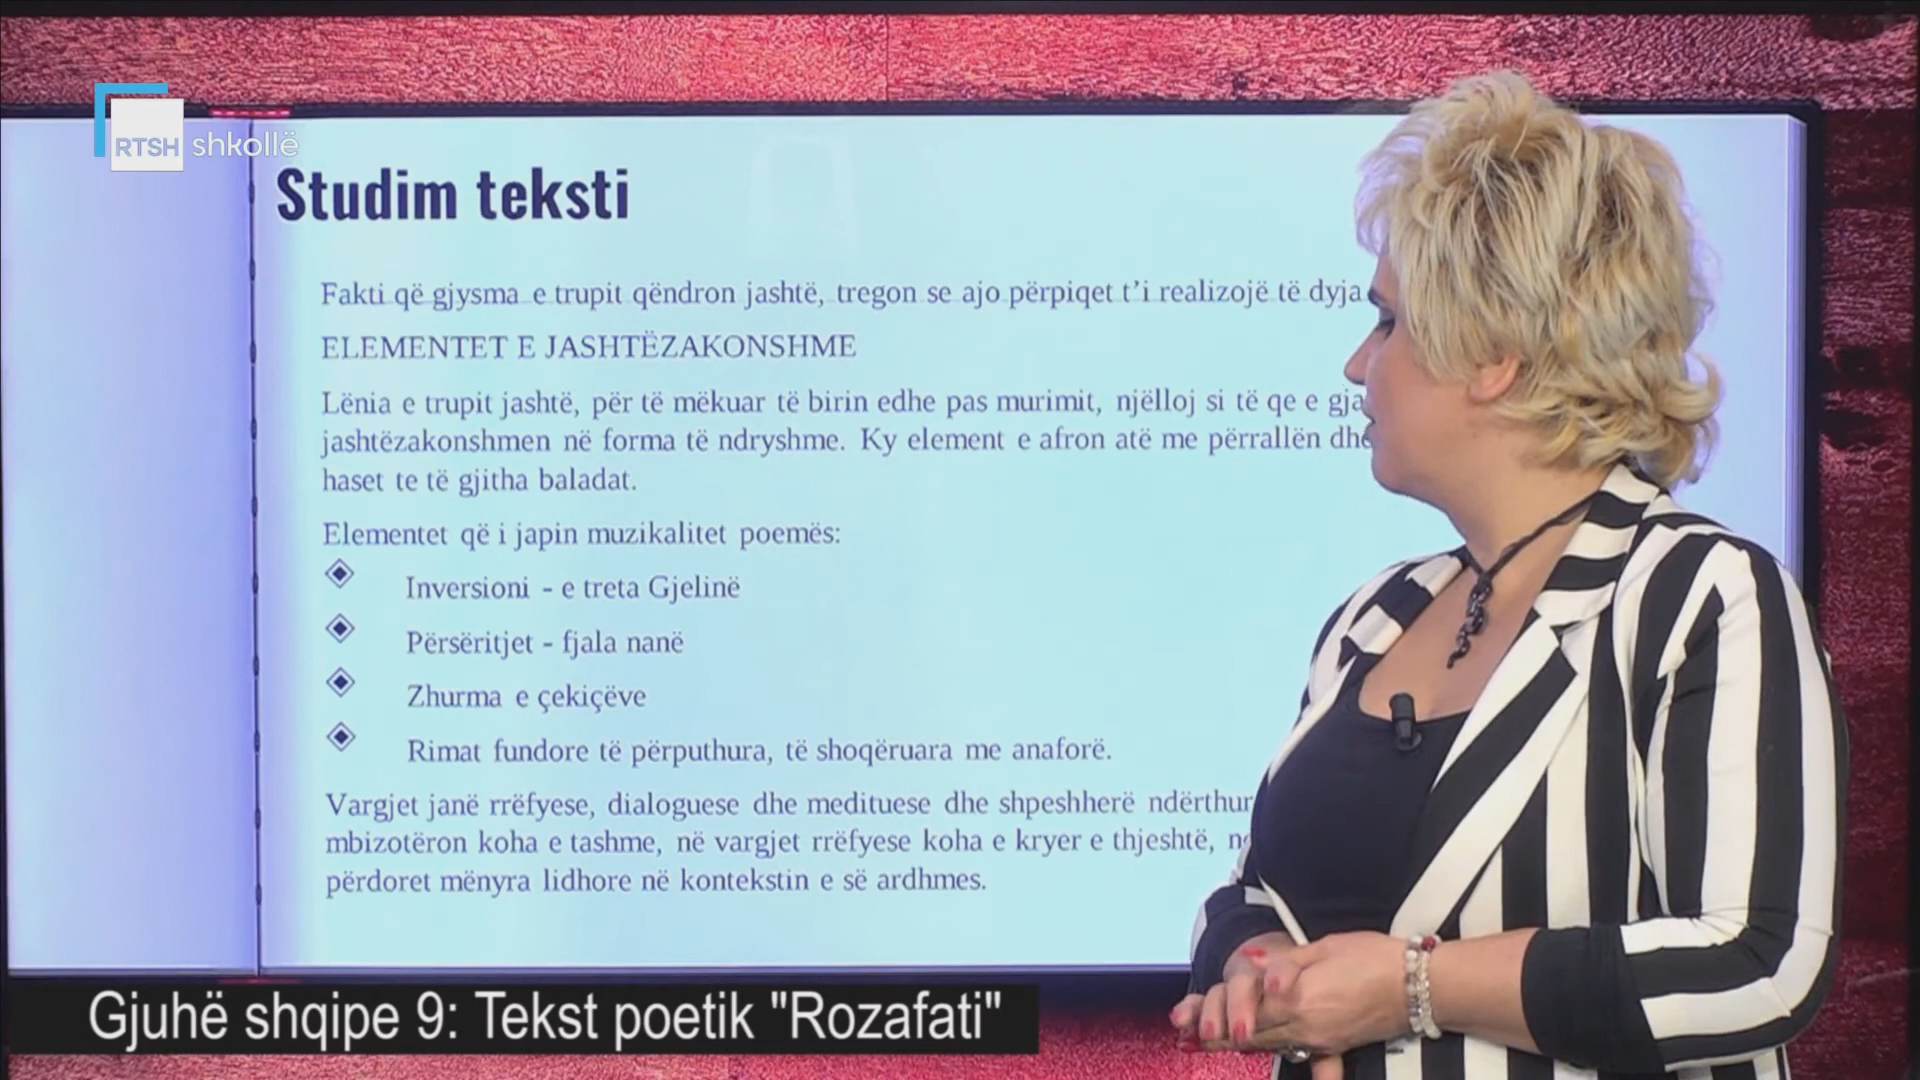 RTSH shkollë
Studim teksti
Fakti që gjysma e trupit qëndron jashtë, tregon se ajo përpiqet t’i realizojë të dyja
ELEMENTET E JASHTËZAKONSHME
Lënia e trupit jashtë, për të mëkuar të birin edhe pas murimit, njëlloj si të qe e
jashtëzakonshmen në forma të ndryshme. Ky element e afron atë me përrallën dhe
haset te të gjitha baladat.
Elementet që i japin muzikalitet poemës:
Inversioni - e treta Gjelinë
Përsëritjet - fjala nanë
Zhurma e çekiçëve
Rimat fundore të përputhura, të shoqëruara me anaforë.
Vargjet janë rrëfyese, dialoguese dhe medituese dhe shpeshherë
mbizotëron koha e tashme, në vargjet rrëfyese koha e kryer e thjeshtë,
përdoret mënyra lidhore në kontekstin e së ardhmes.
Gjuhë shqipe 9: Tekst poetik "Rozafati"